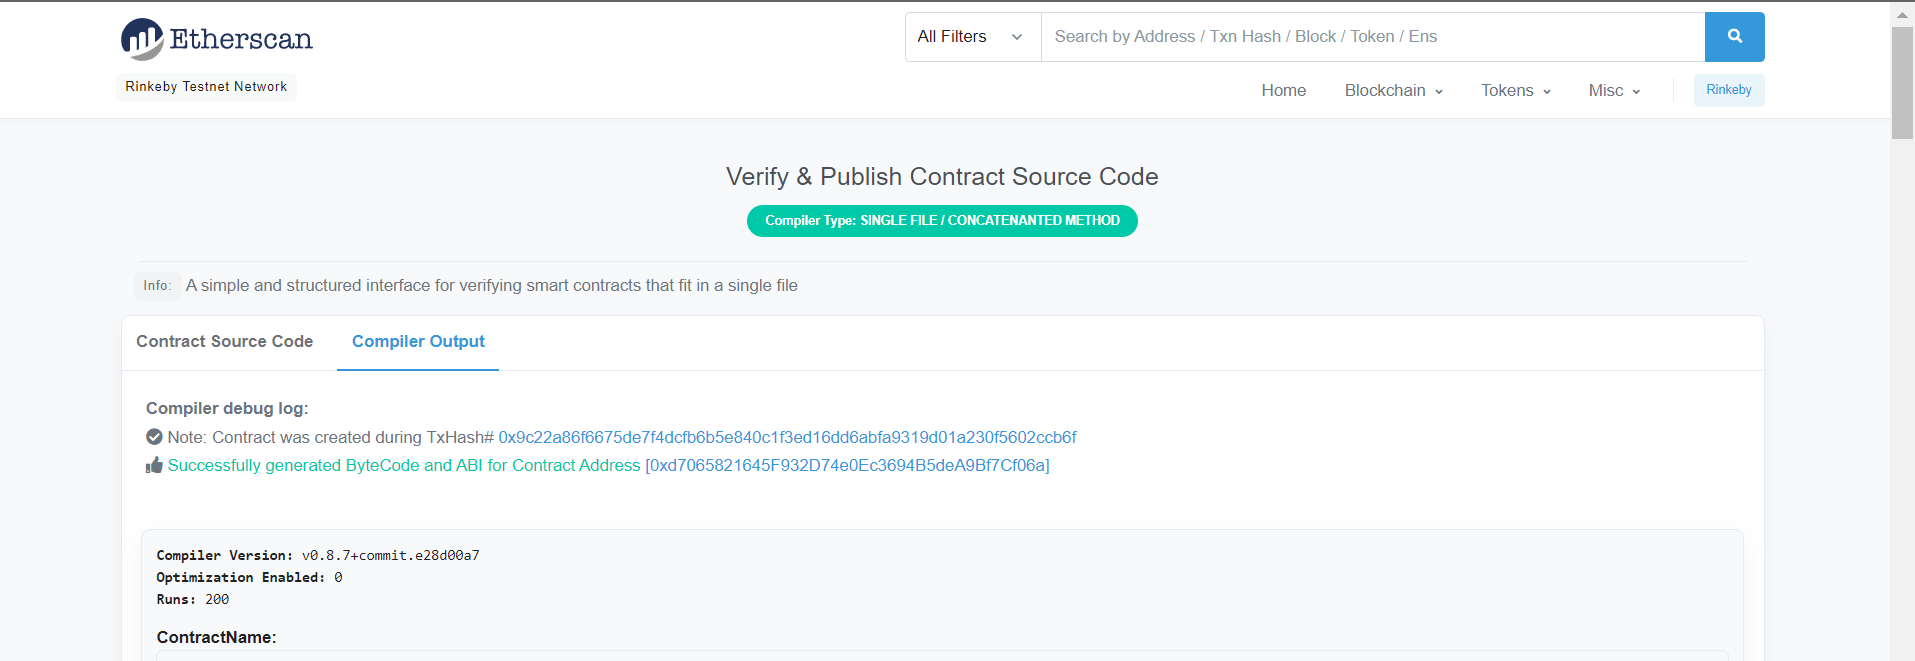 Etherscan
All Filters
Search by Address / Txn Hash / Block / Token / Ens
Rinkeby Testnet Network
Home Blockchain Tokens Misc Rinkeby
Verify & Publish Contract Source Code
Compiler Type: SINGLE FILE / CONCATENANTED METHOD
Info: A simple and structured interface for verifying smart contracts that fit in a single file
Contract Source Code Compiler Output
Compiler debug log:
Note: Contract was created during TxHash# 0x9c22a86f6675de7f4dcfb6b5e840c1f3ed16dd6abfa9319d01a230f5602ccb6f
Successfully generated ByteCode and ABI for Contract Address [0xd7065821645F932D74e0Ec3694B5deA9Bf7Cf06a]
Compiler Version: v0.8.7+commit.e28d00a7
Optimization Enabled: 0
Runs: 200
ContractName: